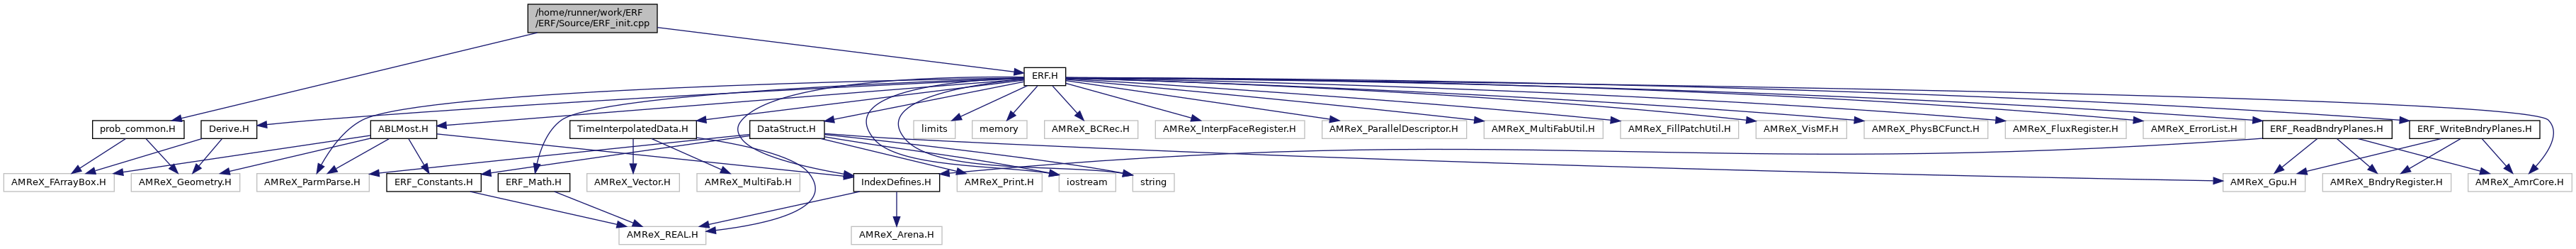 /home/runner/work/ERF
/ERF/Source/ERF_init.cpp
ERF.H
prob_common.H
Derive.H
ABLMost.H
TimeInterpolatedData.H
DataStruct.H
limits
memory
AMReX_BCRec.H
AMReX_InterpFaceRegister.H
AMReX_ParallelDescriptor.H
AMReX_MultiFabUtil.H
AMReX_FillPatchUtil.H
AMReX_VisMF.H
AMReX_PhysBCFunct.H
AMReX_FluxRegister.H
AMReX_ErrorList.H
ERF_ReadBndryPlanes.H
ERF_WriteBndryPlanes.H
AMReX_FArrayBox.H
AMReX_Geometry.H
AMReX_ParmParse.H
ERF_Constants.H
ERF_Math.H
AMReX_Vector.H
AMReX_MultiFab.H
IndexDefines.H
AMReX_Print.H
iostream
string
AMReX_Gpu.H
AMReX_BndryRegister.H
AMReX_AmrCore.H
AMReX_REAL.H
AMReX_Arena.H